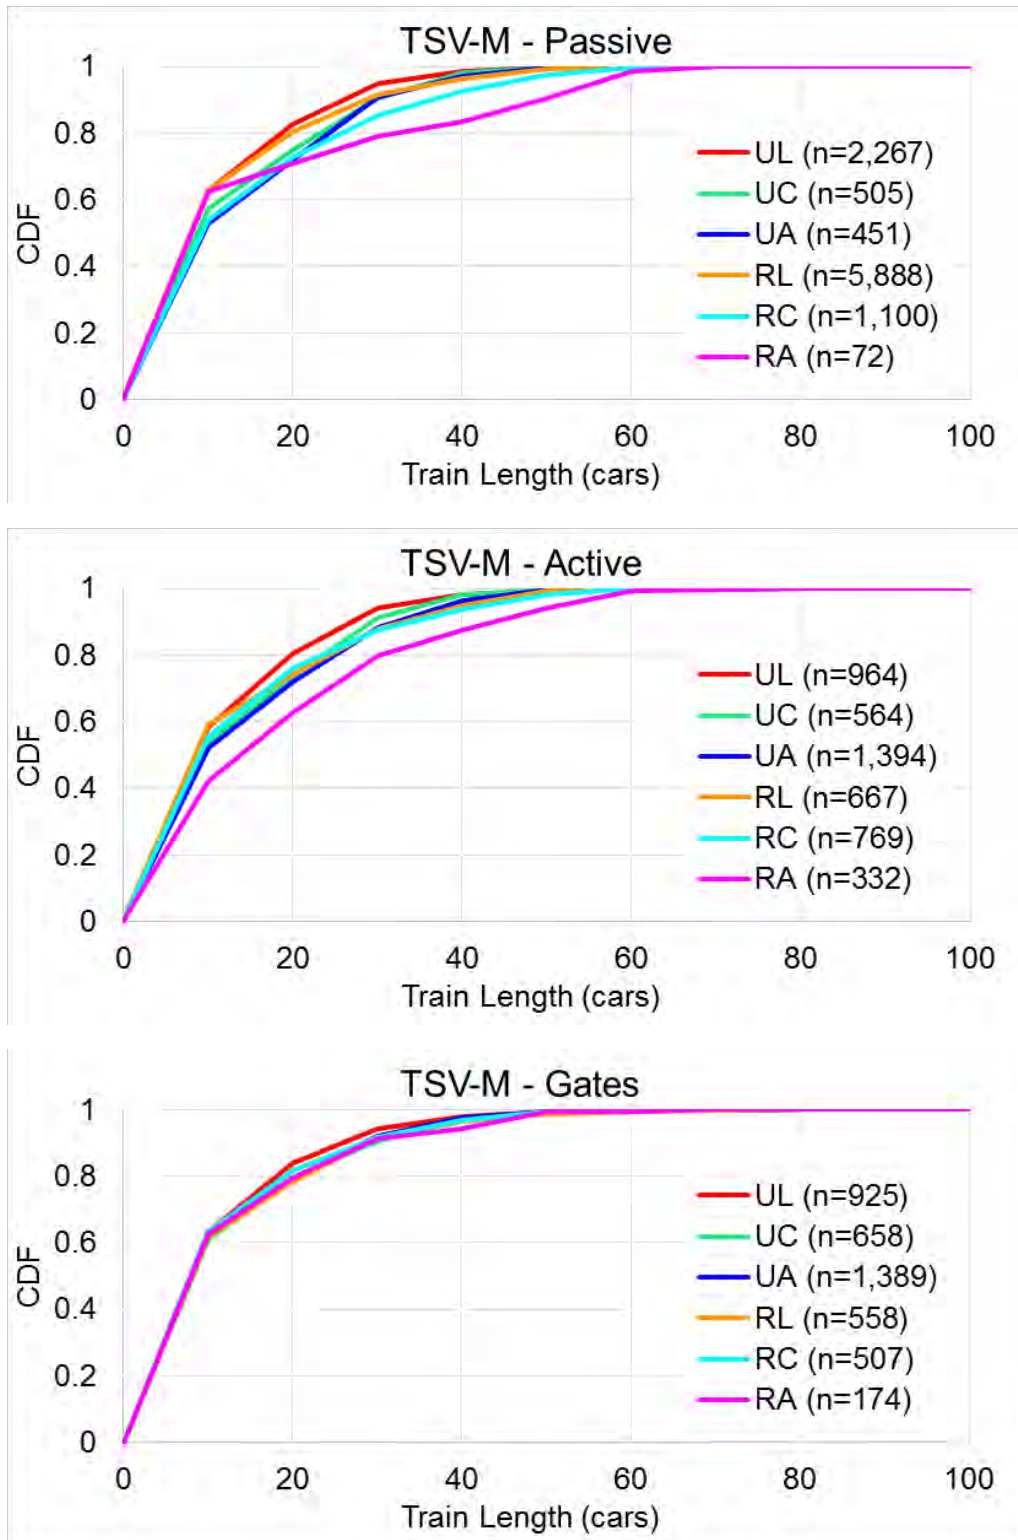 TSV-M - Passive
1
0.8
0.6
0.4
0.2
0
CDF
UL (n=2,267)
UC (n=505)
UA (n=451)
RL (n=5,888)
RC (n=1,100)
RA (n=72)
0 20 40 60 80 100
Train Length (cars)
TSV-M - Active
1
0.8
0.6
0.4
0.2
0
CDF
UL (n=964)
UC (n=564)
UA (n=1,394)
RL (n=667)
RC (n=769)
RA (n=332)
0 20 40 60 80 100
Train Length (cars)
TSV-M - Gates
1
0.8
0.6
0.4
0.2
0
CDF
UL (n=925)
UC (n=658)
UA (n=1,389)
RL (n=558)
RC (n=507)
RA (n=174)
0 20 40 60 80 100
Train Length (cars)